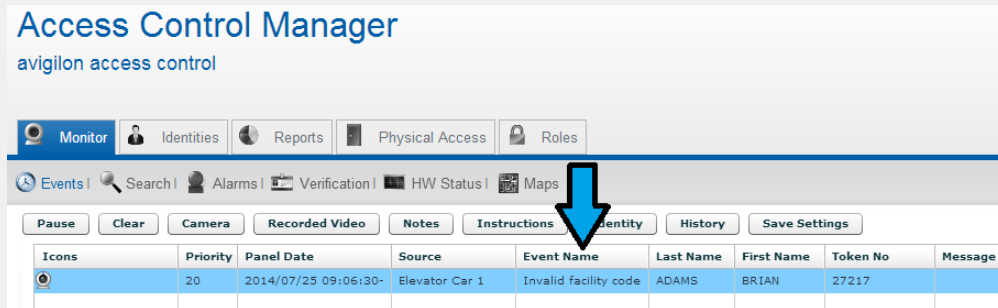 Access Control Manager
avigilon access control
Monitor Identities Reports Physical Access Roles
Events | Search | Alarms | Verification | HW Status | Maps
Pause Clear Camera Recorded Video Notes Instructions History Save Settings
Icons Priority Panel Date Source Event Name Last Name First Name Token No Message
20 2014/07/25 09:06:30- Elevator Car 1 Invalid facility code ADAMS BRIAN 27217